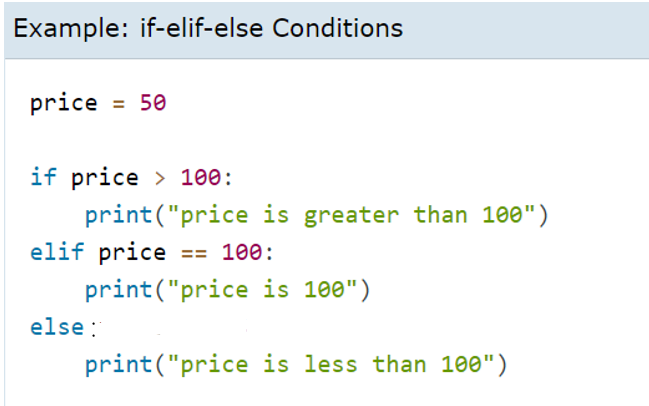 Example: if-elif-else Conditions
price = 50
if price > 100:
    print("price is greater than 100")
elif price == 100:
    print("price is 100")
else:
    print("price is less than 100")